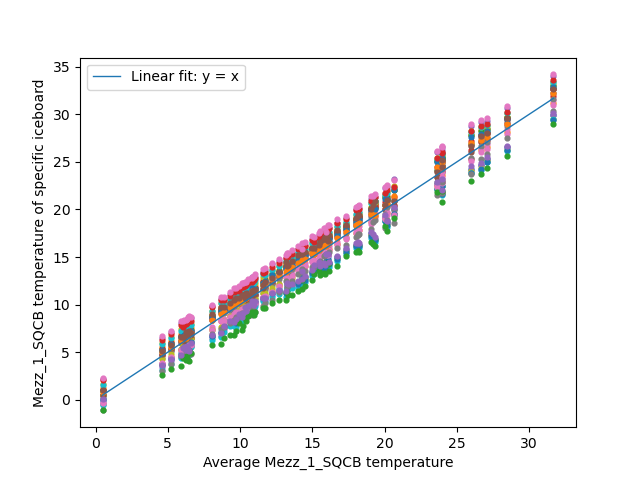 Linear fit: y = x
Mezz_1_SQCB temperature of specific iceboard
35
30
25
20
15
10
5
0
0 5 10 15 20 25 30
Average Mezz_1_SQCB temperature